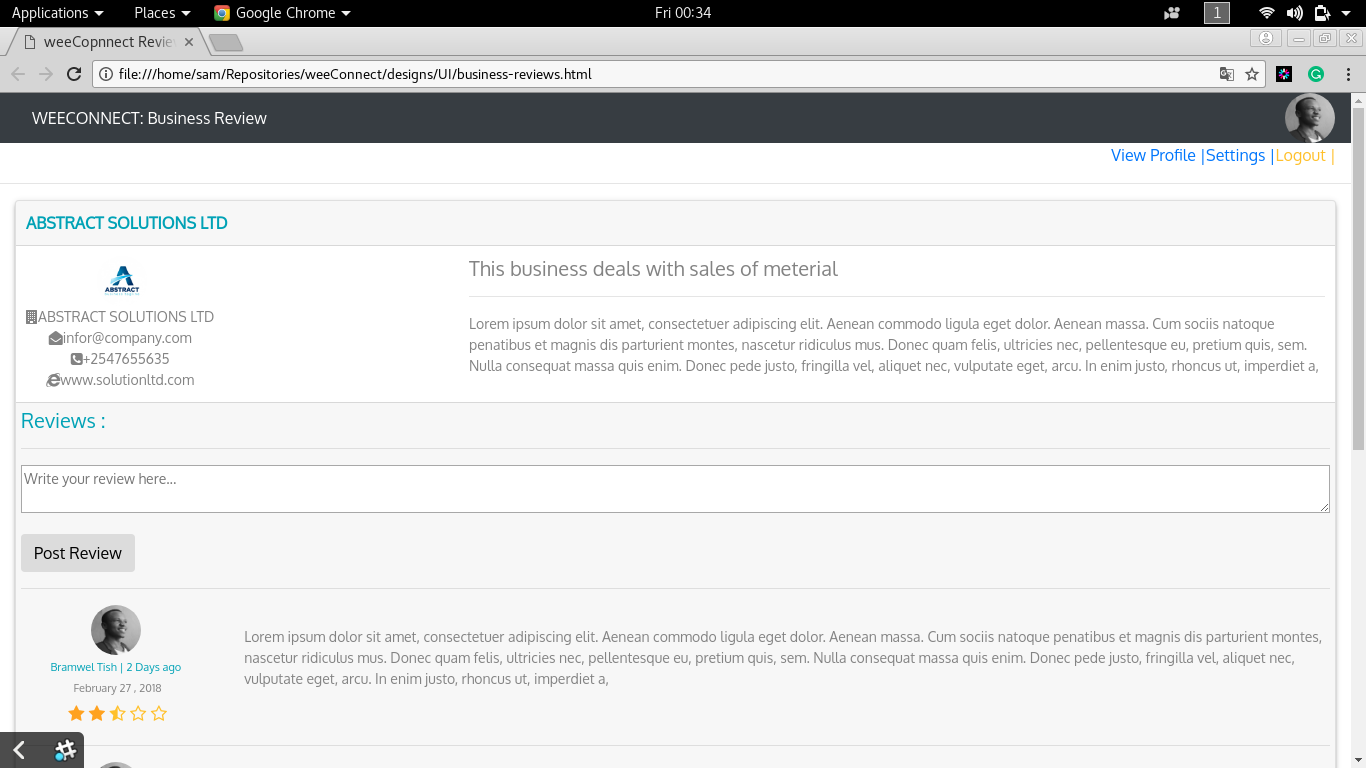 Applications Places Google Chrome Fri 00:34 1
weeCopnnect Revie
file:///home/sam/Repositories/weeConnect/designs/UI/business-reviews.html
WEECONNECT: Business Review
View Profile |Settings |Logout |
ABSTRACT SOLUTIONS LTD
ABSTRACT
ABSTRACT SOLUTIONS LTD
infor@company.com
+2547655635
www.solutionltd.com
This business deals with sales of meterial
Lorem ipsum dolor sit amet, consectetuer adipiscing elit. Aenean commodo ligula eget dolor. Aenean massa. Cum sociis natoque
penatibus et magnis dis parturient montes, nascetur ridiculus mus. Donec quam felis, ultricies nec, pellentesque eu, pretium quis, sem.
Nulla consequat massa quis enim. Donec pede justo, fringilla vel, aliquet nec, vulputate eget, arcu. In enim justo, rhoncus ut, imperdiet a,
Reviews :
Write your review here...
Post Review
Bramwel Tish | 2 Days ago
February 27 , 2018
Lorem ipsum dolor sit amet, consectetuer adipiscing elit. Aenean commodo ligula eget dolor. Aenean massa. Cum sociis natoque penatibus et magnis dis parturient montes,
nascetur ridiculus mus. Donec quam felis, ultricies nec, pellentesque eu, pretium quis, sem. Nulla consequat massa quis enim. Donec pede justo, fringilla vel, aliquet nec,
vulputate eget, arcu. In enim justo, rhoncus ut, imperdiet a,